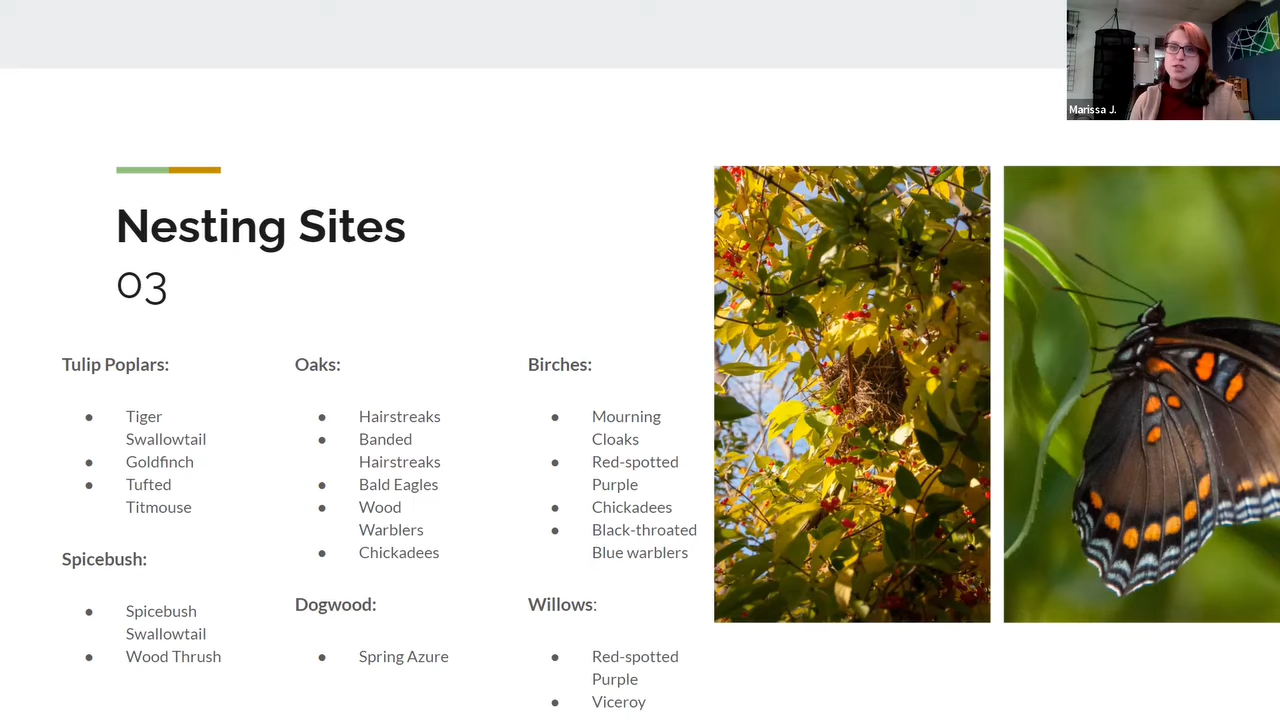 Marissa J.
Nesting Sites
03
Tulip Poplars:
● Tiger
Swallowtail
● Goldfinch
● Tufted
Titmouse
Spicebush:
● Spicebush
Swallowtail
● Wood Thrush
Oaks:
● Hairstreaks
● Banded
Hairstreaks
● Bald Eagles
● Wood
Warblers
● Chickadees
Dogwood:
● Spring Azure
Birches:
● Mourning
Cloaks
● Red-spotted
Purple
● Chickadees
● Black-throated
Blue warblers
Willows:
● Red-spotted
Purple
● Viceroy